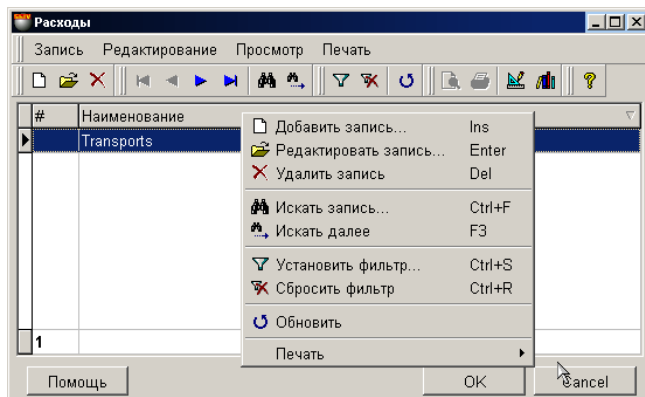 Расходы
Запись Редактирование Просмотр Печать
# Наименование
Transports
Добавить запись... Ins
Редактировать запись... Enter
Удалить запись Del
Искать запись... Ctrl+F
Искать далее F3
Установить фильтр... Ctrl+S
Сбросить фильтр Ctrl+R
Обновить
Печать
1
Помощь OK Cancel